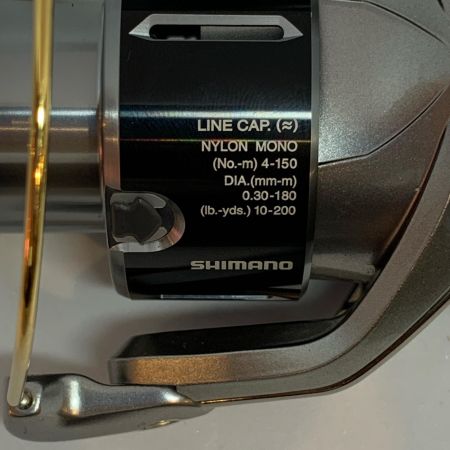 LINE CAP. (≈)
NYLON MONO
(No.-m) 4-150
DIA.(mm-m)
0.30-180
(lb.-yds.) 10-200
SHIMANO